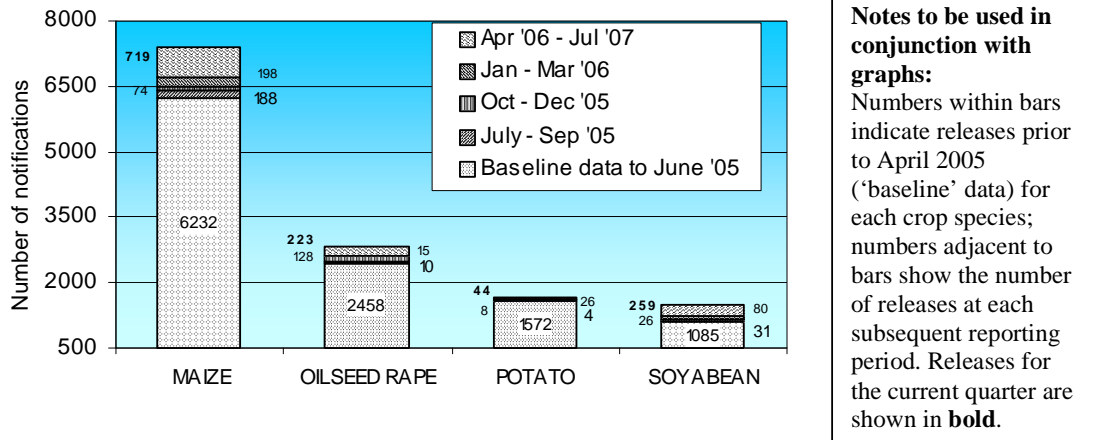 8000
6500
5000
3500
2000
500
Number of notifications
Apr '06 - Jul '07
Jan - Mar '06
Oct - Dec '05
July - Sep '05
Baseline data to June '05
719
198
74
188
6232
223
15
128
10
2458
44
26
8
4
1572
259
80
26
31
1085
MAIZE
OILSEED RAPE
POTATO
SOYABEAN
Notes to be used in
conjunction with
graphs:
Numbers within bars
indicate releases prior
to April 2005
(‘baseline’ data) for
each crop species;
numbers adjacent to
bars show the number
of releases at each
subsequent reporting
period. Releases for
the current quarter are
shown in bold.